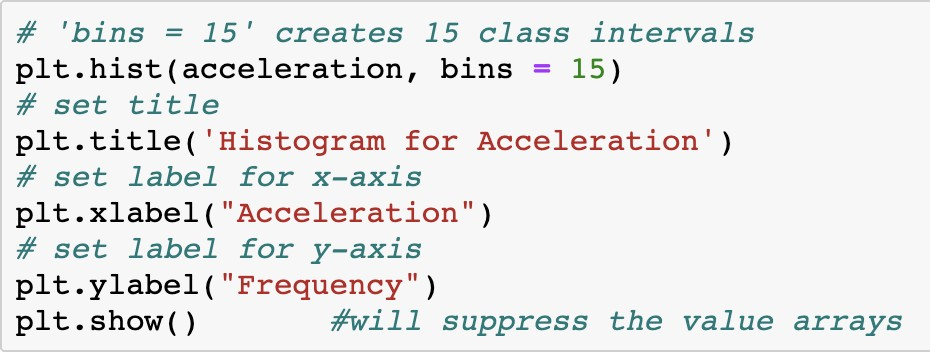 # 'bins = 15' creates 15 class intervals
plt.hist(acceleration, bins = 15)
# set title
plt.title('Histogram for Acceleration')
# set label for x-axis
plt.xlabel("Acceleration")
# set label for y-axis
plt.ylabel("Frequency")
plt.show()       #will suppress the value arrays